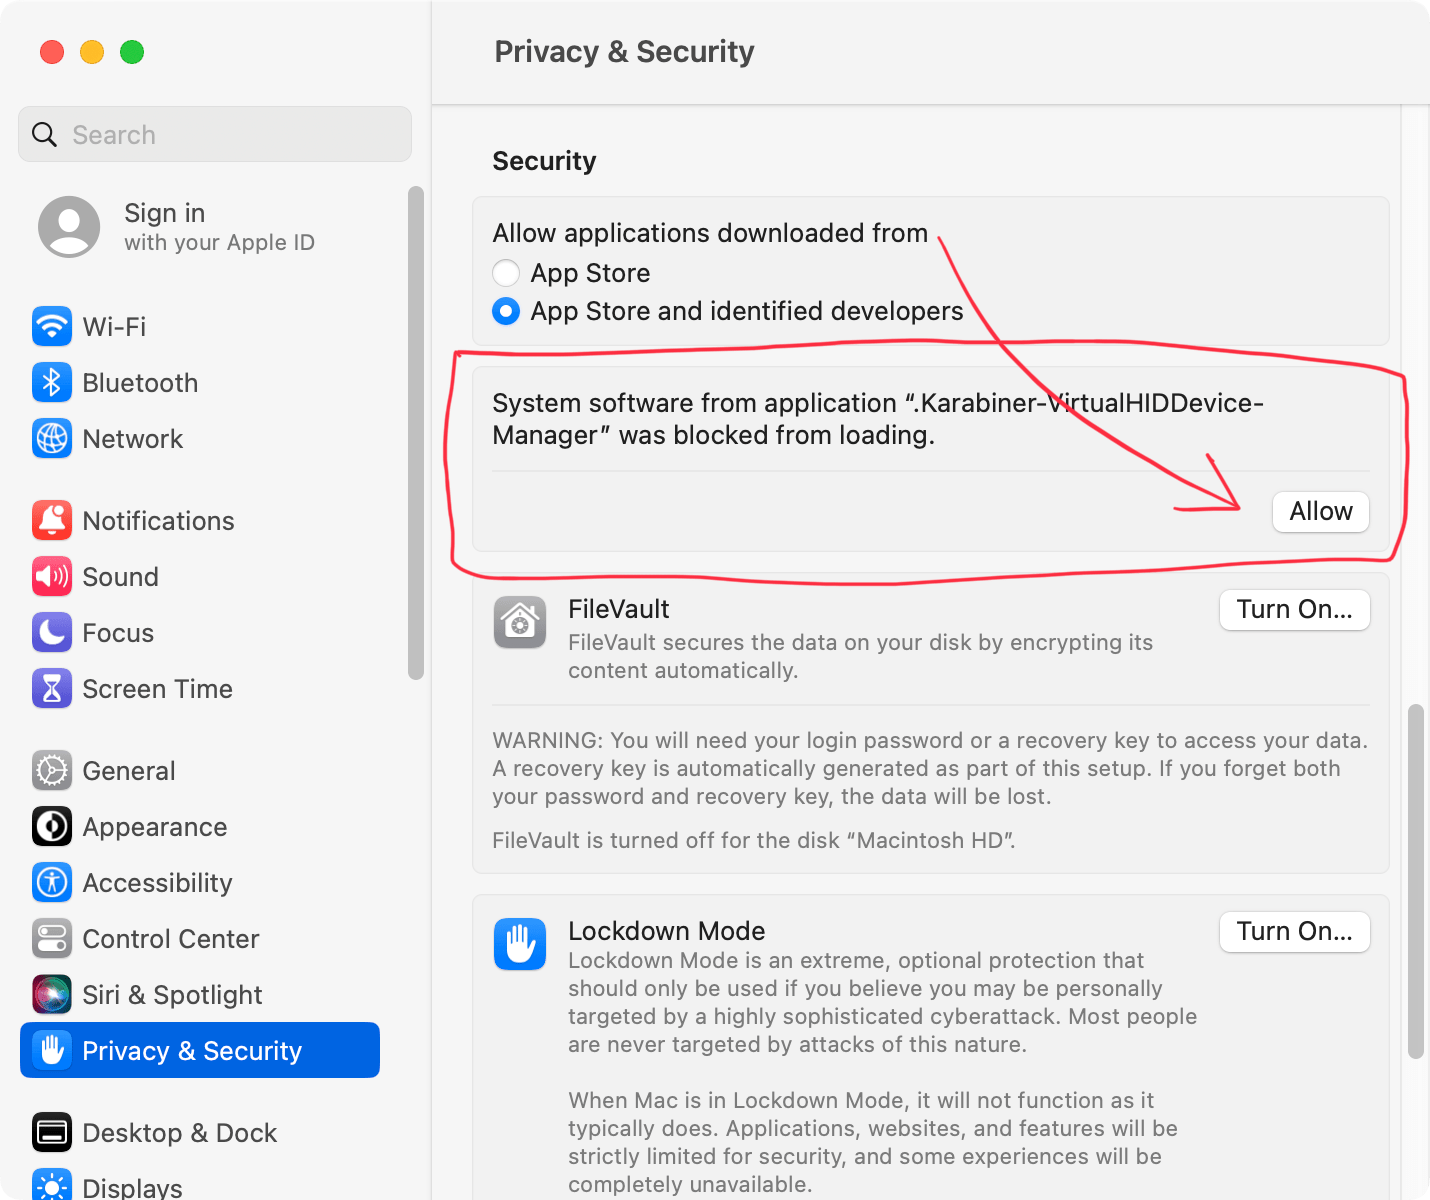 Privacy & Security
Search
Sign in
with your Apple ID
Wi-Fi
Bluetooth
Network
Notifications
Sound
Focus
Screen Time
General
Appearance
Accessibility
Control Center
Siri & Spotlight
Privacy & Security
Desktop & Dock
Displays
Security
Allow applications downloaded from
App Store
App Store and identified developers
System software from application “.Karabiner-VirtualHIDDevice-
Manager” was blocked from loading.
Allow
FileVault
Turn On...
FileVault secures the data on your disk by encrypting its
content automatically.
WARNING: You will need your login password or a recovery key to access your data.
A recovery key is automatically generated as part of this setup. If you forget both
your password and recovery key, the data will be lost.
FileVault is turned off for the disk “Macintosh HD”.
Lockdown Mode
Turn On...
Lockdown Mode is an extreme, optional protection that
should only be used if you believe you may be personally
targeted by a highly sophisticated cyberattack. Most people
are never targeted by attacks of this nature.
When Mac is in Lockdown Mode, it will not function as it
typically does. Applications, websites, and features will be
strictly limited for security, and some experiences will be
completely unavailable.